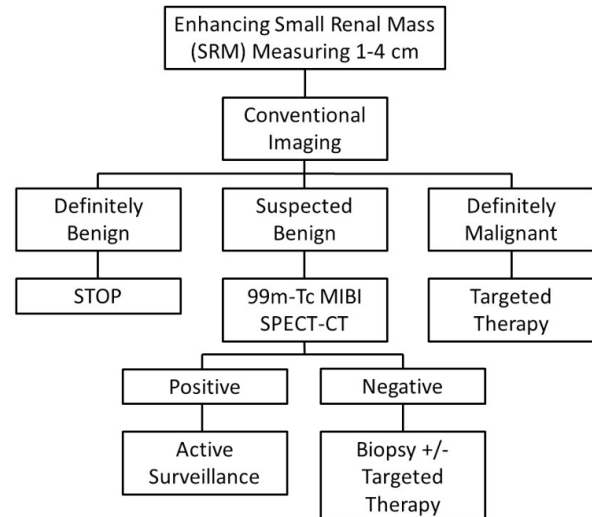 Enhancing Small Renal Mass
(SRM) Measuring 1-4 cm
Conventional
Imaging
Definitely
Benign
Suspected
Benign
Definitely
Malignant
STOP
99m-Tc MIBI
SPECT-CT
Targeted
Therapy
Positive
Negative
Active
Surveillance
Biopsy +/-
Targeted
Therapy